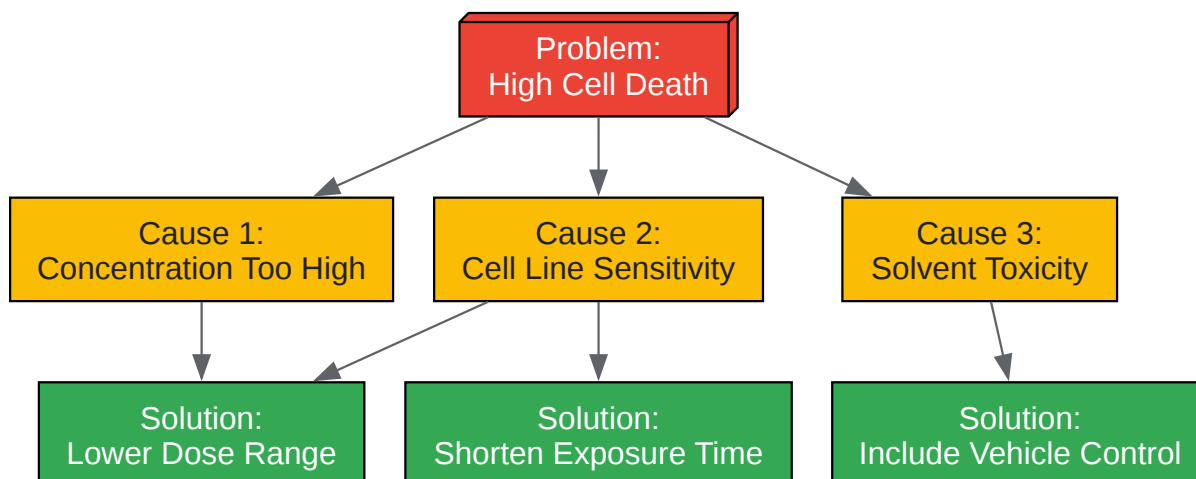 Problem:
High Cell Death
Cause 1:
Concentration Too High
Cause 2:
Cell Line Sensitivity
Cause 3:
Solvent Toxicity
Solution:
Lower Dose Range
Solution:
Shorten Exposure Time
Solution:
Include Vehicle Control